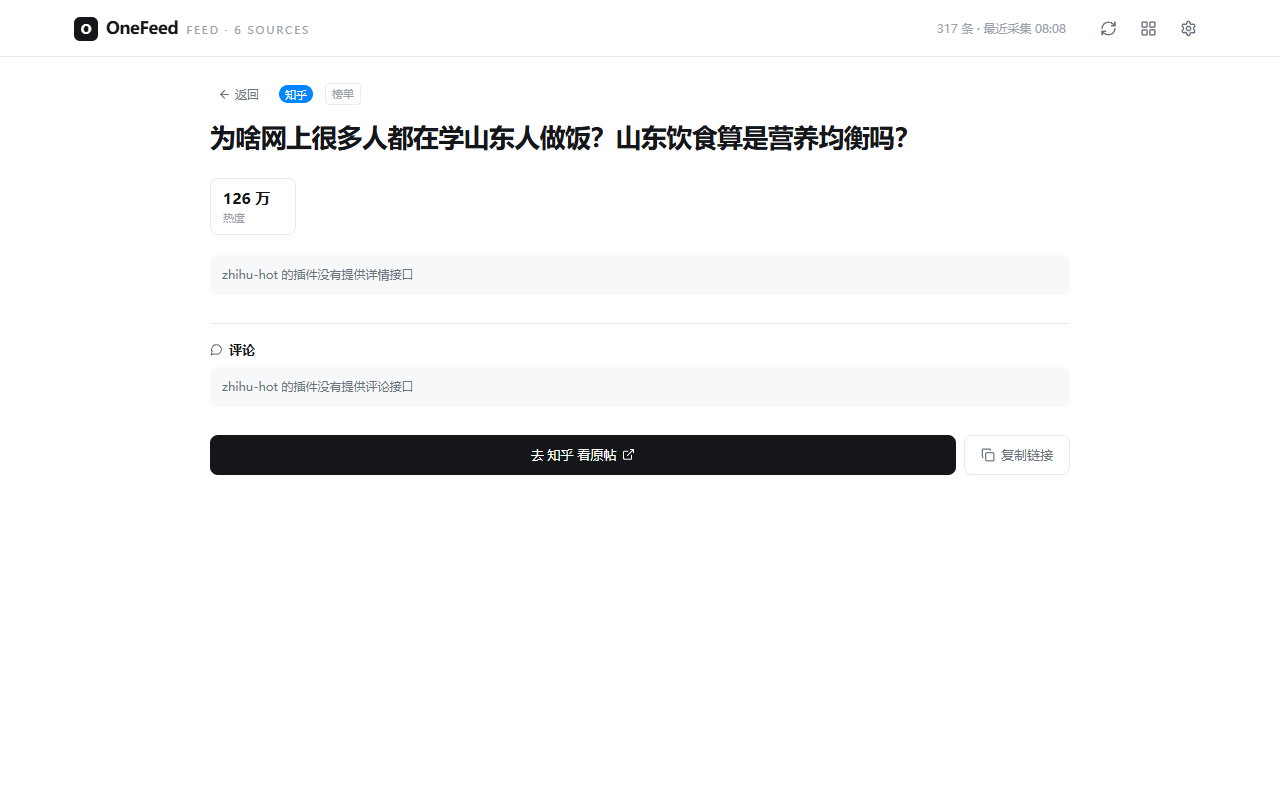 O OneFeed FEED · 6 SOURCES 317 条 · 最近采集 08:08
← 返回 知乎 榜单
为啥网上很多人都在学山东人做饭？山东饮食算是营养均衡吗？
126 万
热度
zhihu-hot 的插件没有提供详情接口
评论
zhihu-hot 的插件没有提供评论接口
去 知乎 看原帖 复制链接